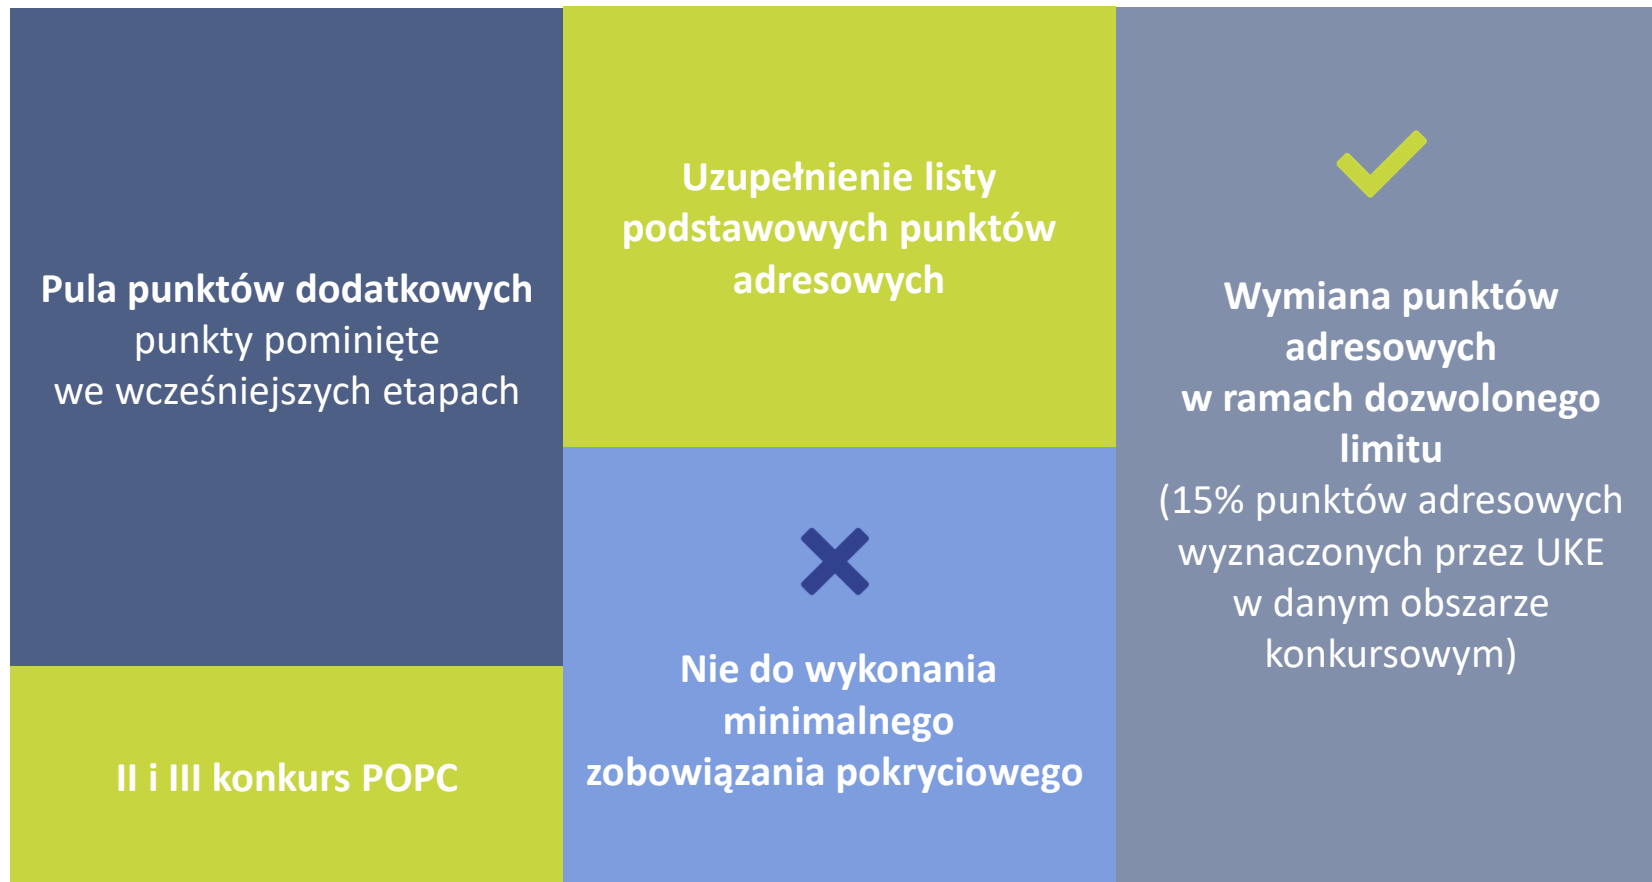 Pula punktów dodatkowych
punkty pominięte
we wcześniejszych etapach
II i III konkurs POPC
Uzupełnienie listy
podstawowych punktów
adresowych
Nie do wykonania
minimalnego
zobowiązania pokryciowego
Wymiana punktów
adresowych
w ramach dozwolonego
limitu
(15% punktów adresowych
wyznaczonych przez UKE
w danym obszarze
konkursowym)